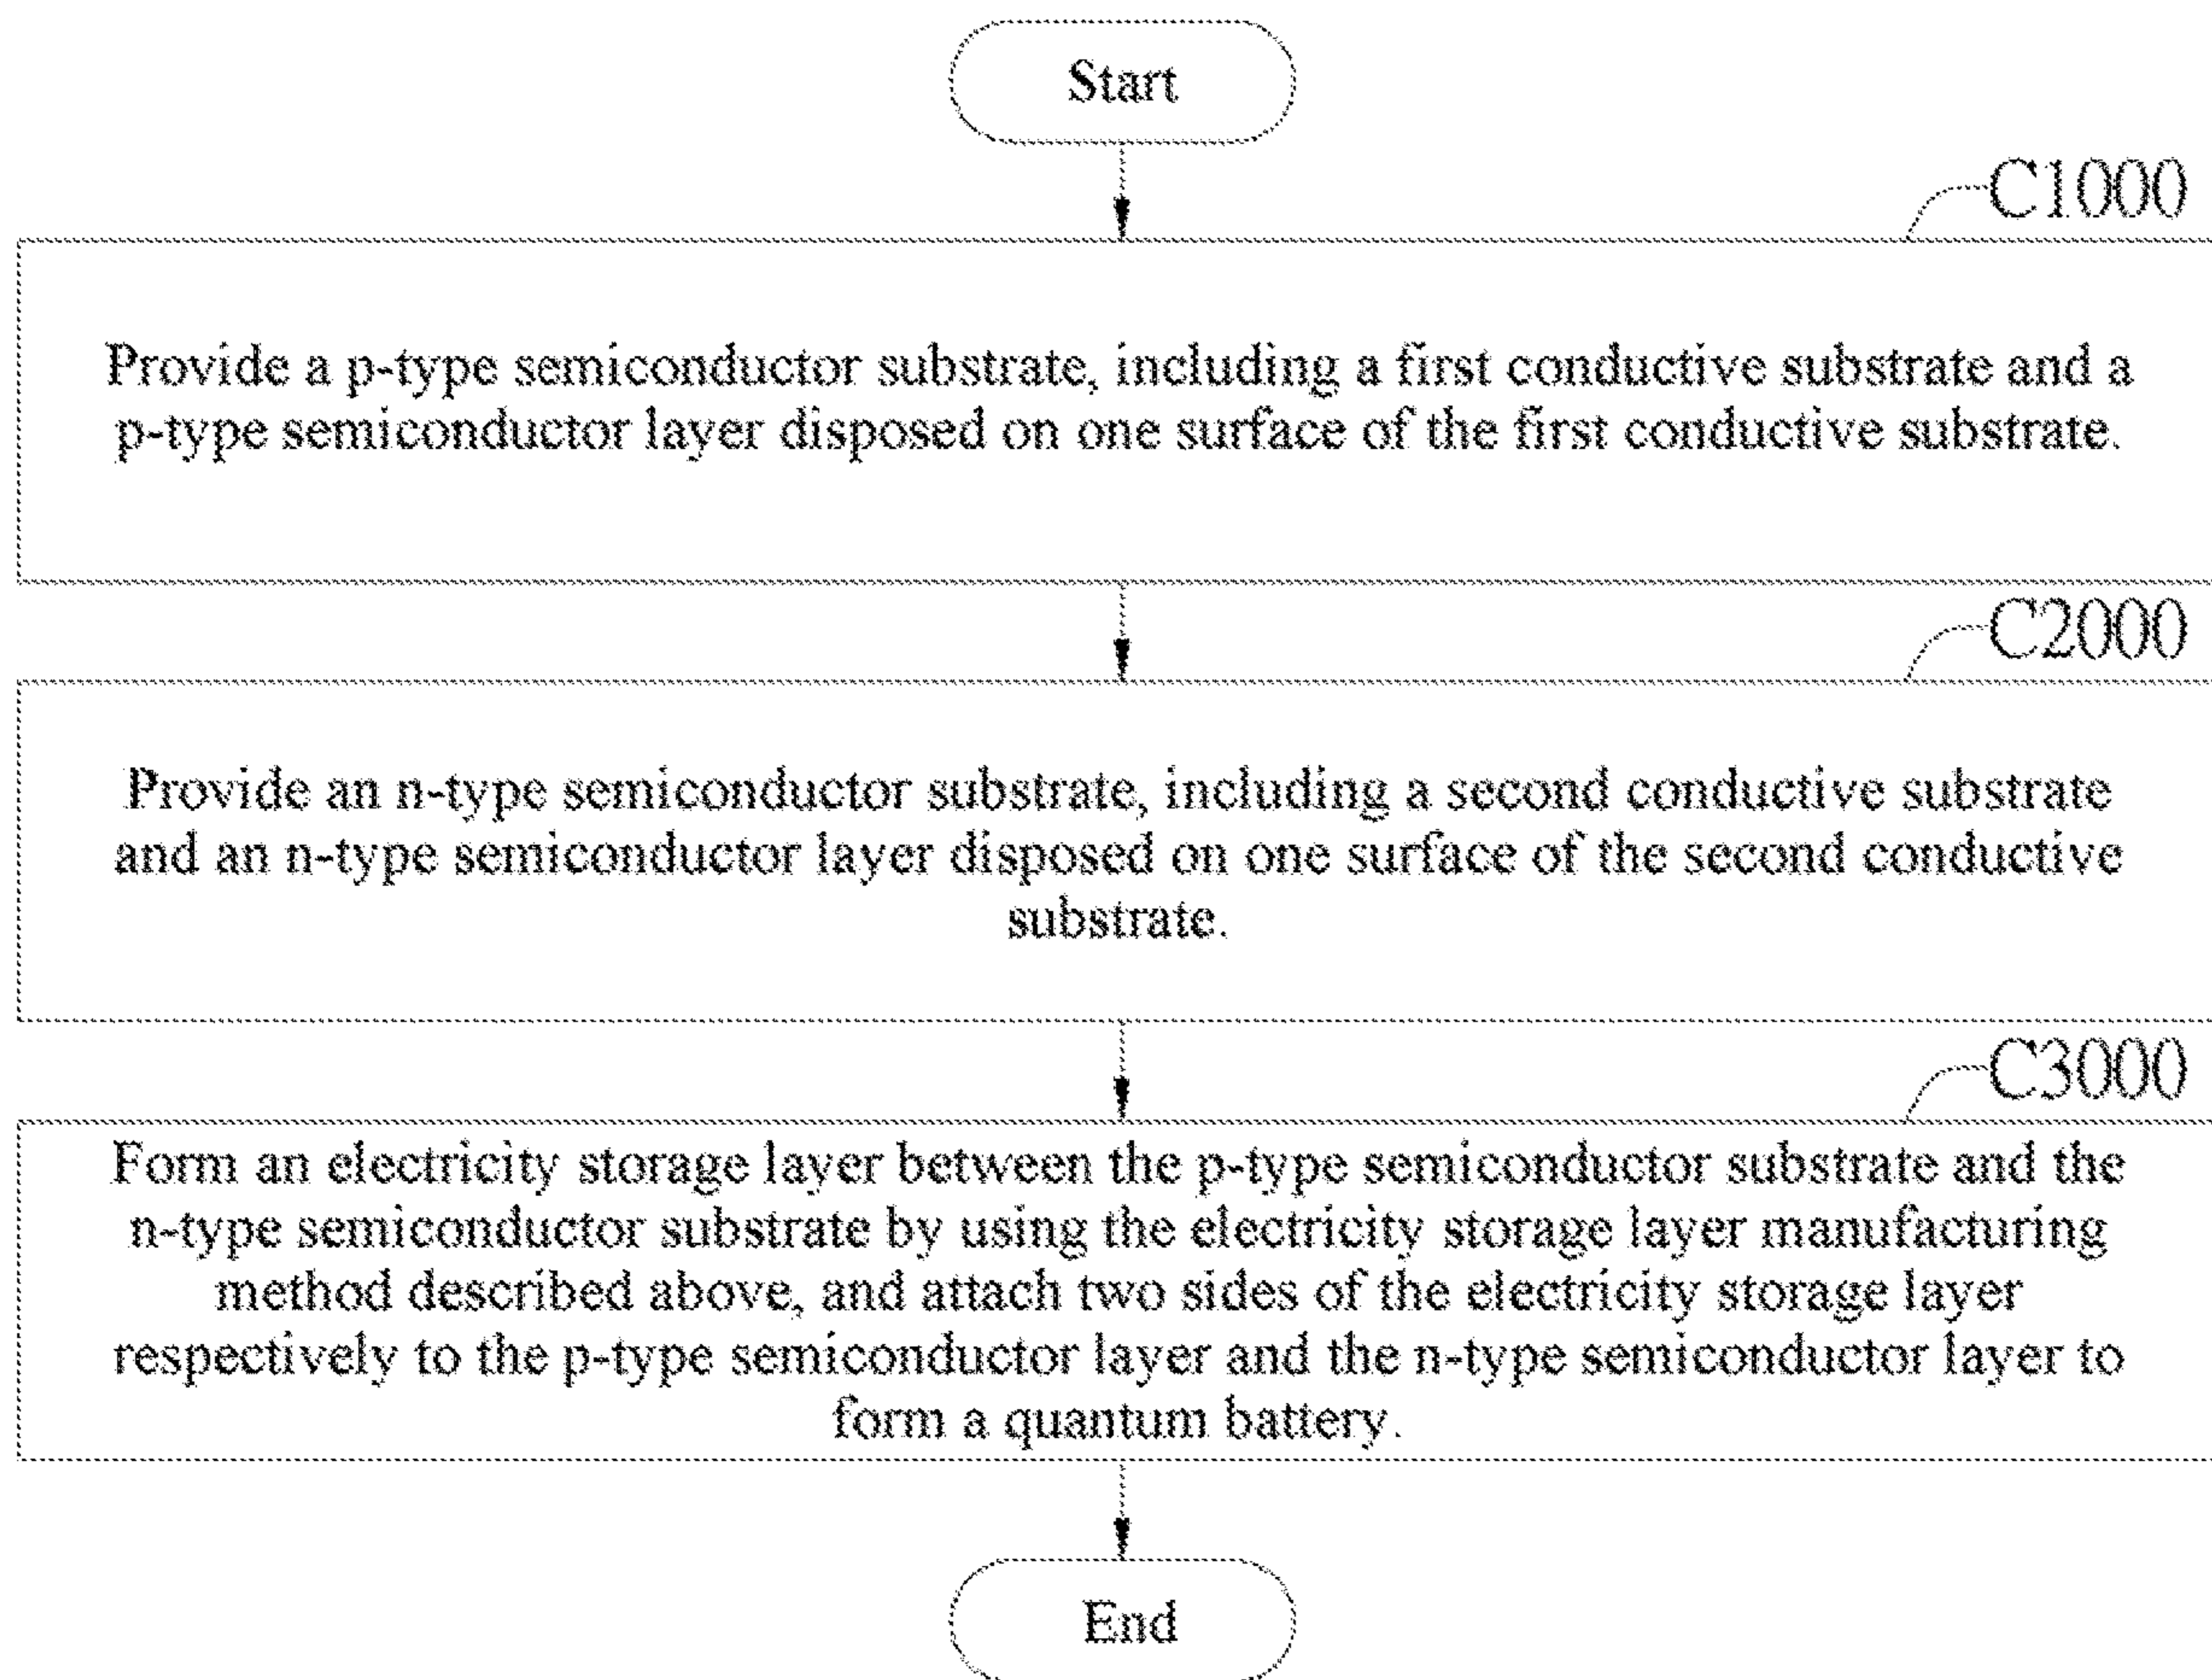 Start
C1000
Provide a p-type semiconductor substrate, including a first conductive substrate and a
p-type semiconductor layer disposed on one surface of the first conductive substrate.
C2000
Provide an n-type semiconductor substrate, including a second conductive substrate
and an n-type semiconductor layer disposed on one surface of the second conductive
substrate.
C3000
Form an electricity storage layer between the p-type semiconductor substrate and the
n-type semiconductor substrate by using the electricity storage layer manufacturing
method described above, and attach two sides of the electricity storage layer
respectively to the p-type semiconductor layer and the n-type semiconductor layer to
form a quantum battery.
End